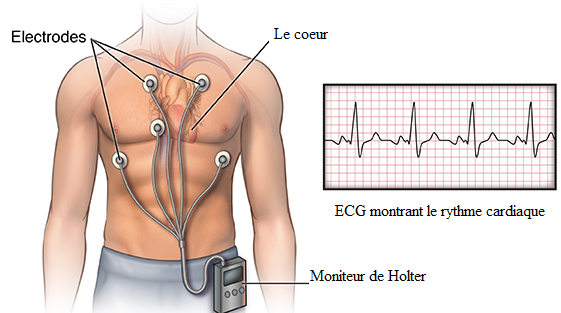 Electrodes
Le coeur
ECG montrant le rythme cardiaque
Moniteur de Holter